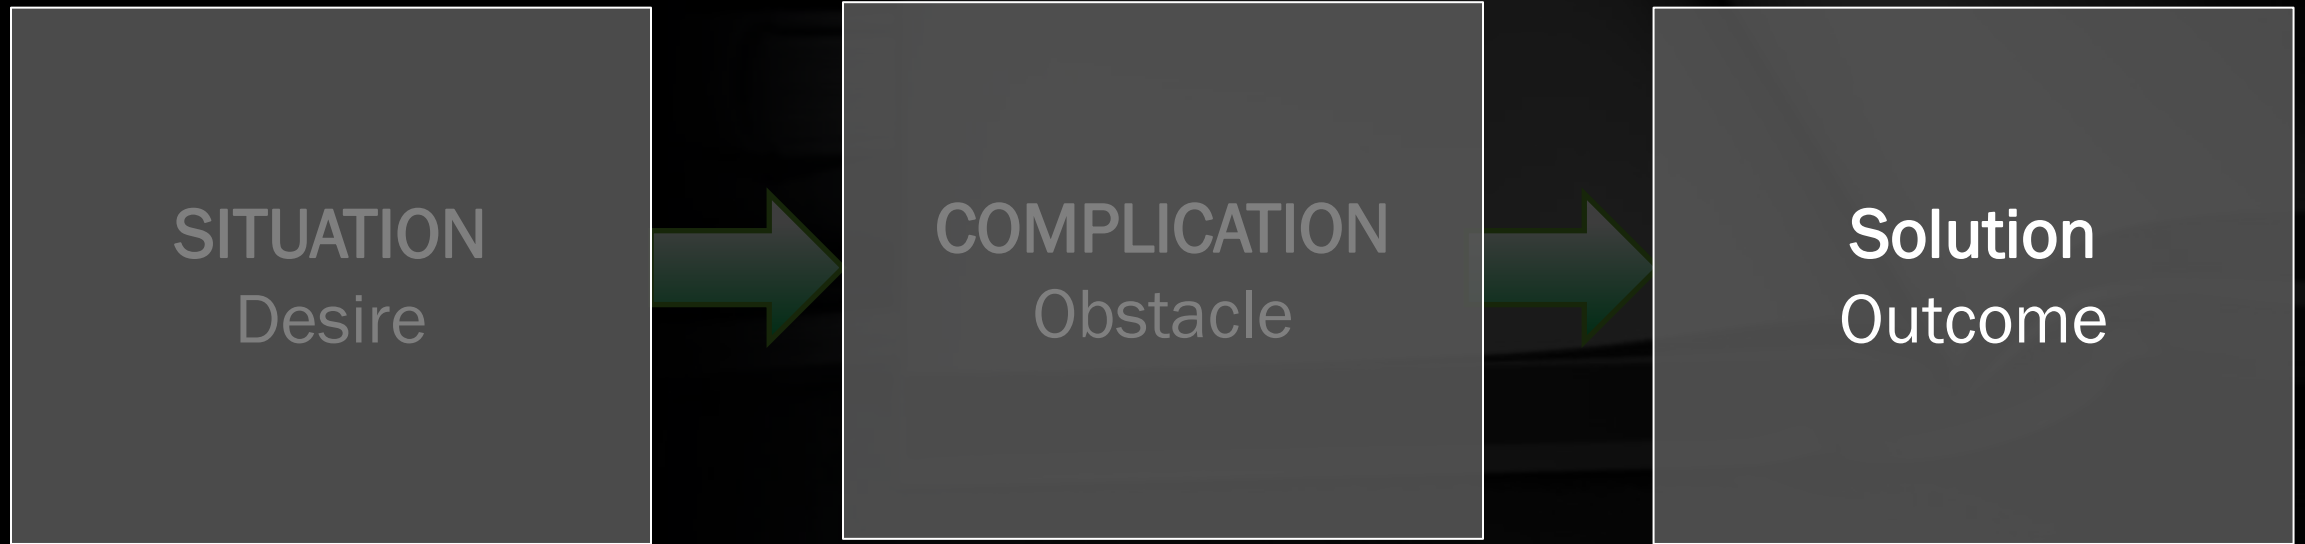 SITUATION
Desire
COMPLICATION
Obstacle
Solution
Outcome